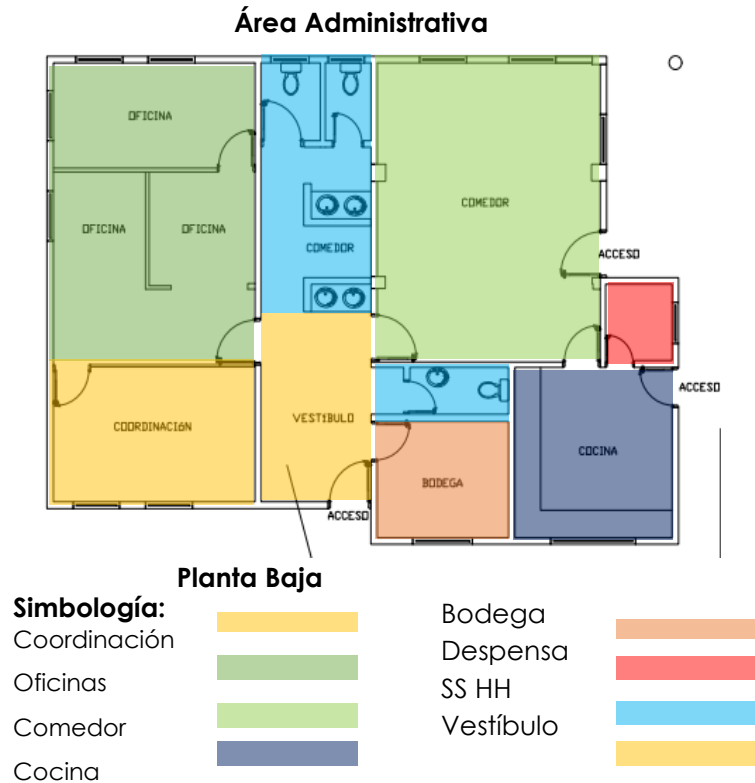 Área Administrativa
OFICINA
OFICINA
OFICINA
COMEDOR
COMEDOR
ACCESO
ACCESO
COORDINACIÓN
VESTÍBULO
COCINA
BODEGA
ACCESO
Planta Baja
Simbología:
Coordinación
Oficinas
Comedor
Cocina
Bodega
Despensa
SS HH
Vestíbulo